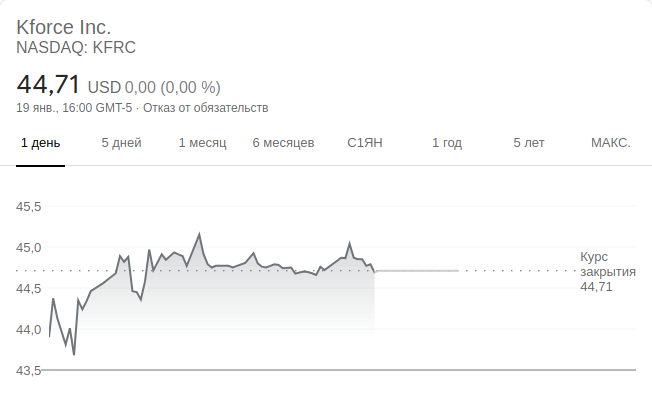 Kforce Inc.
NASDAQ: KFRC
44,71 USD 0,00 (0,00 %)
19 янв., 16:00 GMT-5 · Отказ от обязательств
1 день 5 дней 1 месяц 6 месяцев С1ЯН 1 год 5 лет МАКС.
45,5
45,0
44,5
44,0
43,5
Курс
закрытия
44,71